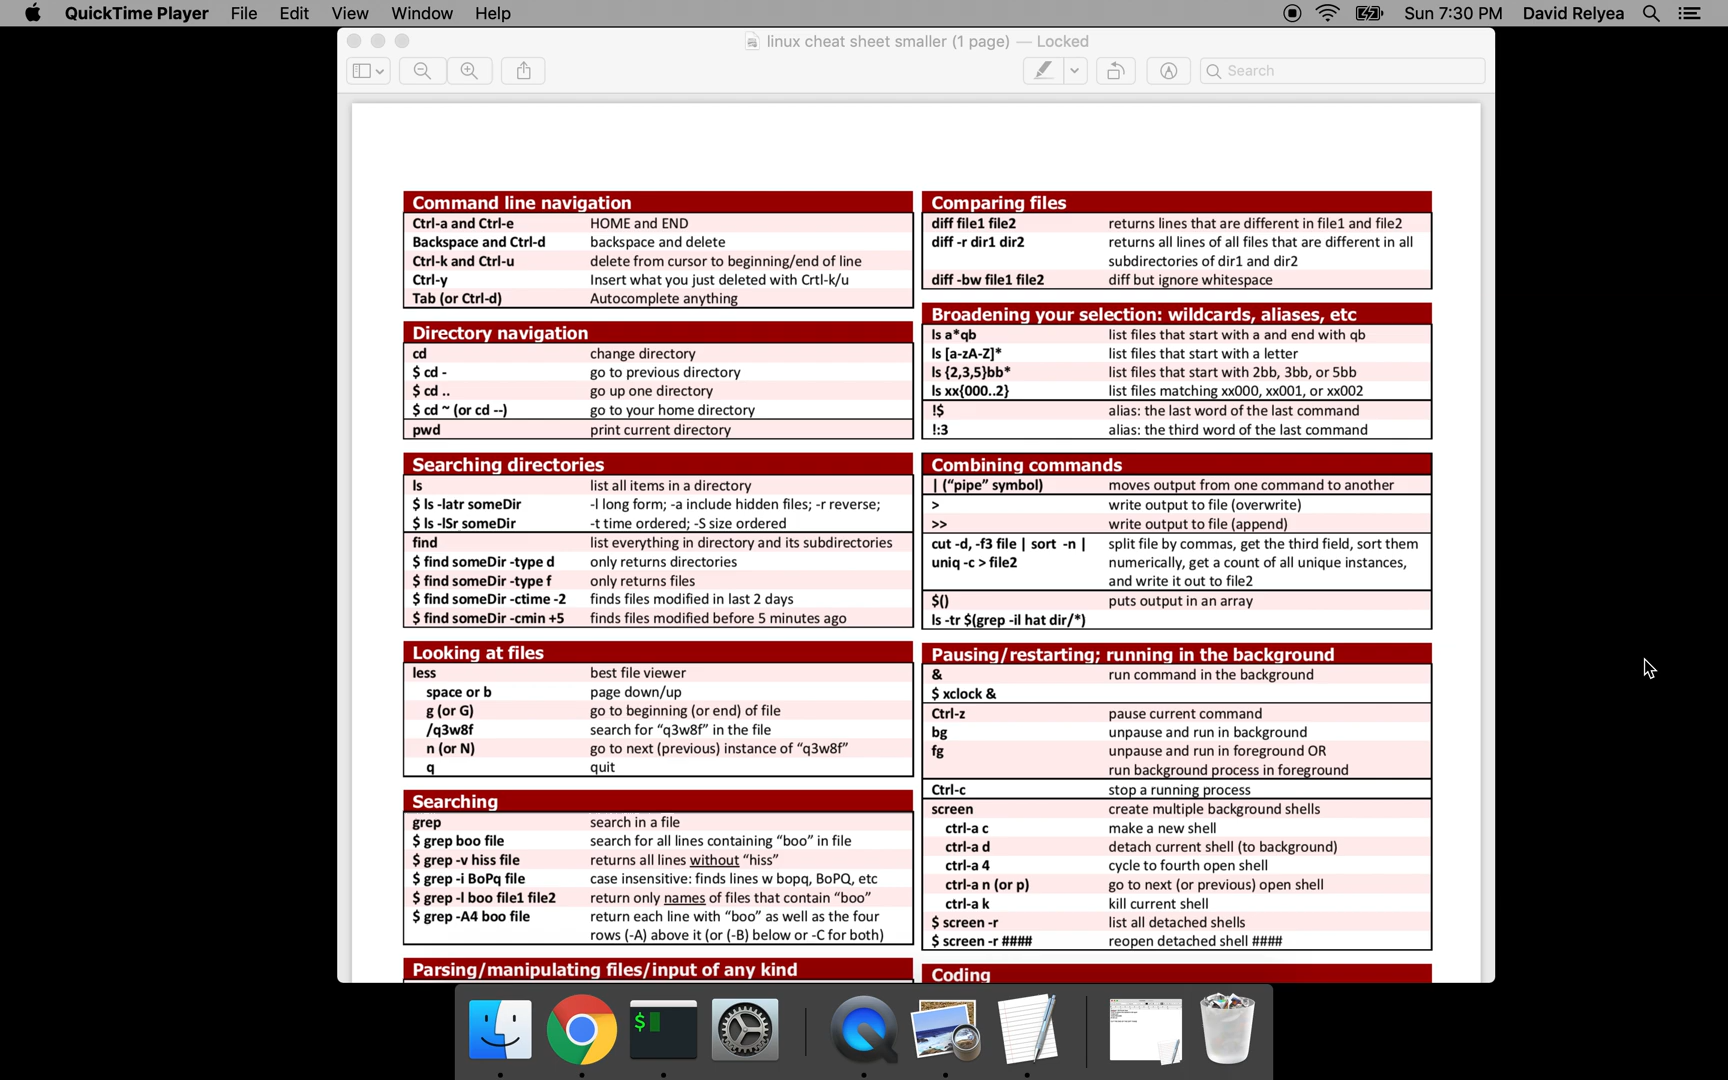 QuickTime Player File Edit View Window Help Sun 7:30 PM David Relyea
linux cheat sheet smaller (1 page) — Locked
Search
Command line navigation
Ctrl-a and Ctrl-e HOME and END
Backspace and Ctrl-d backspace and delete
Ctrl-k and Ctrl-u delete from cursor to beginning/end of line
Ctrl-y Insert what you just deleted with Crtl-k/u
Tab (or Ctrl-d) Autocomplete anything
Directory navigation
cd change directory
$ cd - go to previous directory
$ cd .. go up one directory
$ cd ~ (or cd --) go to your home directory
pwd print current directory
Searching directories
ls list all items in a directory
$ ls -latr someDir -l long form; -a include hidden files; -r reverse;
$ ls -lSr someDir -t time ordered; -S size ordered
find list everything in directory and its subdirectories
$ find someDir -type d only returns directories
$ find someDir -type f only returns files
$ find someDir -ctime -2 finds files modified in last 2 days
$ find someDir -cmin +5 finds files modified before 5 minutes ago
Looking at files
less best file viewer
space or b page down/up
g (or G) go to beginning (or end) of file
/q3w8f search for “q3w8f” in the file
n (or N) go to next (previous) instance of “q3w8f”
q quit
Searching
grep search in a file
$ grep boo file search for all lines containing “boo” in file
$ grep -v hiss file returns all lines without “hiss”
$ grep -i BoPq file case insensitive: finds lines w bopq, BoPQ, etc
$ grep -l boo file1 file2 return only names of files that contain “boo”
$ grep -A4 boo file return each line with “boo” as well as the four
rows (-A) above it (or (-B) below or -C for both)
Parsing/manipulating files/input of any kind
Comparing files
diff file1 file2 returns lines that are different in file1 and file2
diff -r dir1 dir2 returns all lines of all files that are different in all
subdirectories of dir1 and dir2
diff -bw file1 file2 diff but ignore whitespace
Broadening your selection: wildcards, aliases, etc
ls a*qb list files that start with a and end with qb
ls [a-zA-Z]* list files that start with a letter
ls {2,3,5}bb* list files that start with 2bb, 3bb, or 5bb
ls xx{000..2} list files matching xx000, xx001, or xx002
!$ alias: the last word of the last command
!:3 alias: the third word of the last command
Combining commands
| (“pipe” symbol) moves output from one command to another
> write output to file (overwrite)
>> write output to file (append)
cut -d, -f3 file | sort -n | split file by commas, get the third field, sort them
uniq -c > file2 numerically, get a count of all unique instances,
and write it out to file2
$() puts output in an array
ls -tr $(grep -il hat dir/*)
Pausing/restarting; running in the background
& run command in the background
$ xclock &
Ctrl-z pause current command
bg unpause and run in background
fg unpause and run in foreground OR
run background process in foreground
Ctrl-c stop a running process
screen create multiple background shells
ctrl-a c make a new shell
ctrl-a d detach current shell (to background)
ctrl-a 4 cycle to fourth open shell
ctrl-a n (or p) go to next (or previous) open shell
ctrl-a k kill current shell
$ screen -r list all detached shells
$ screen -r #### reopen detached shell ####
Coding
$